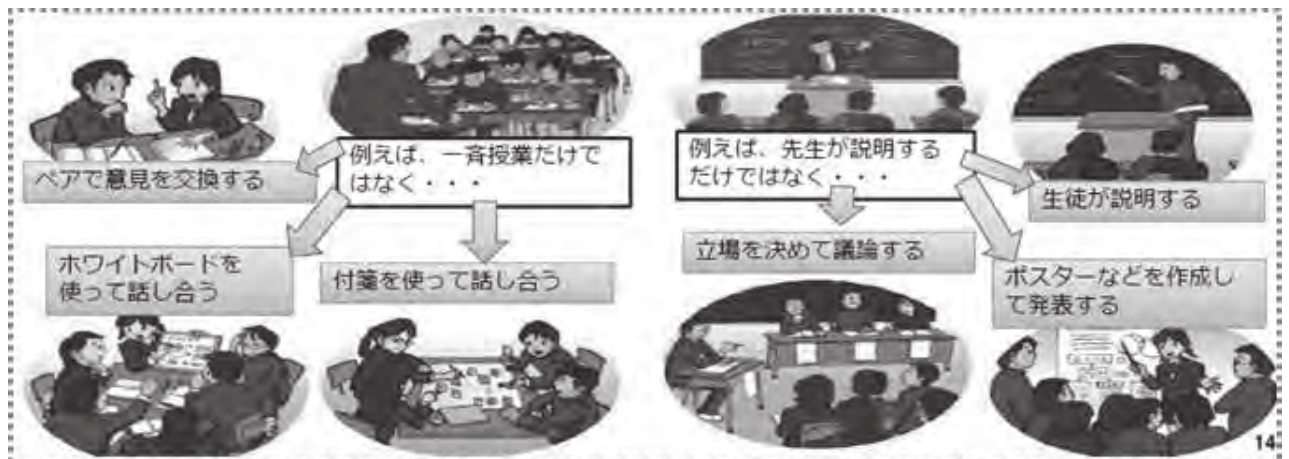 例えば、一斉授業だけで
はなく・・・
ペアで意見を交換する
ホワイトボードを
使って話し合う
付箋を使って話し合う
例えば、先生が説明する
だけではなく・・・
生徒が説明する
立場を決めて議論する
ポスターなどを作成し
て発表する
14